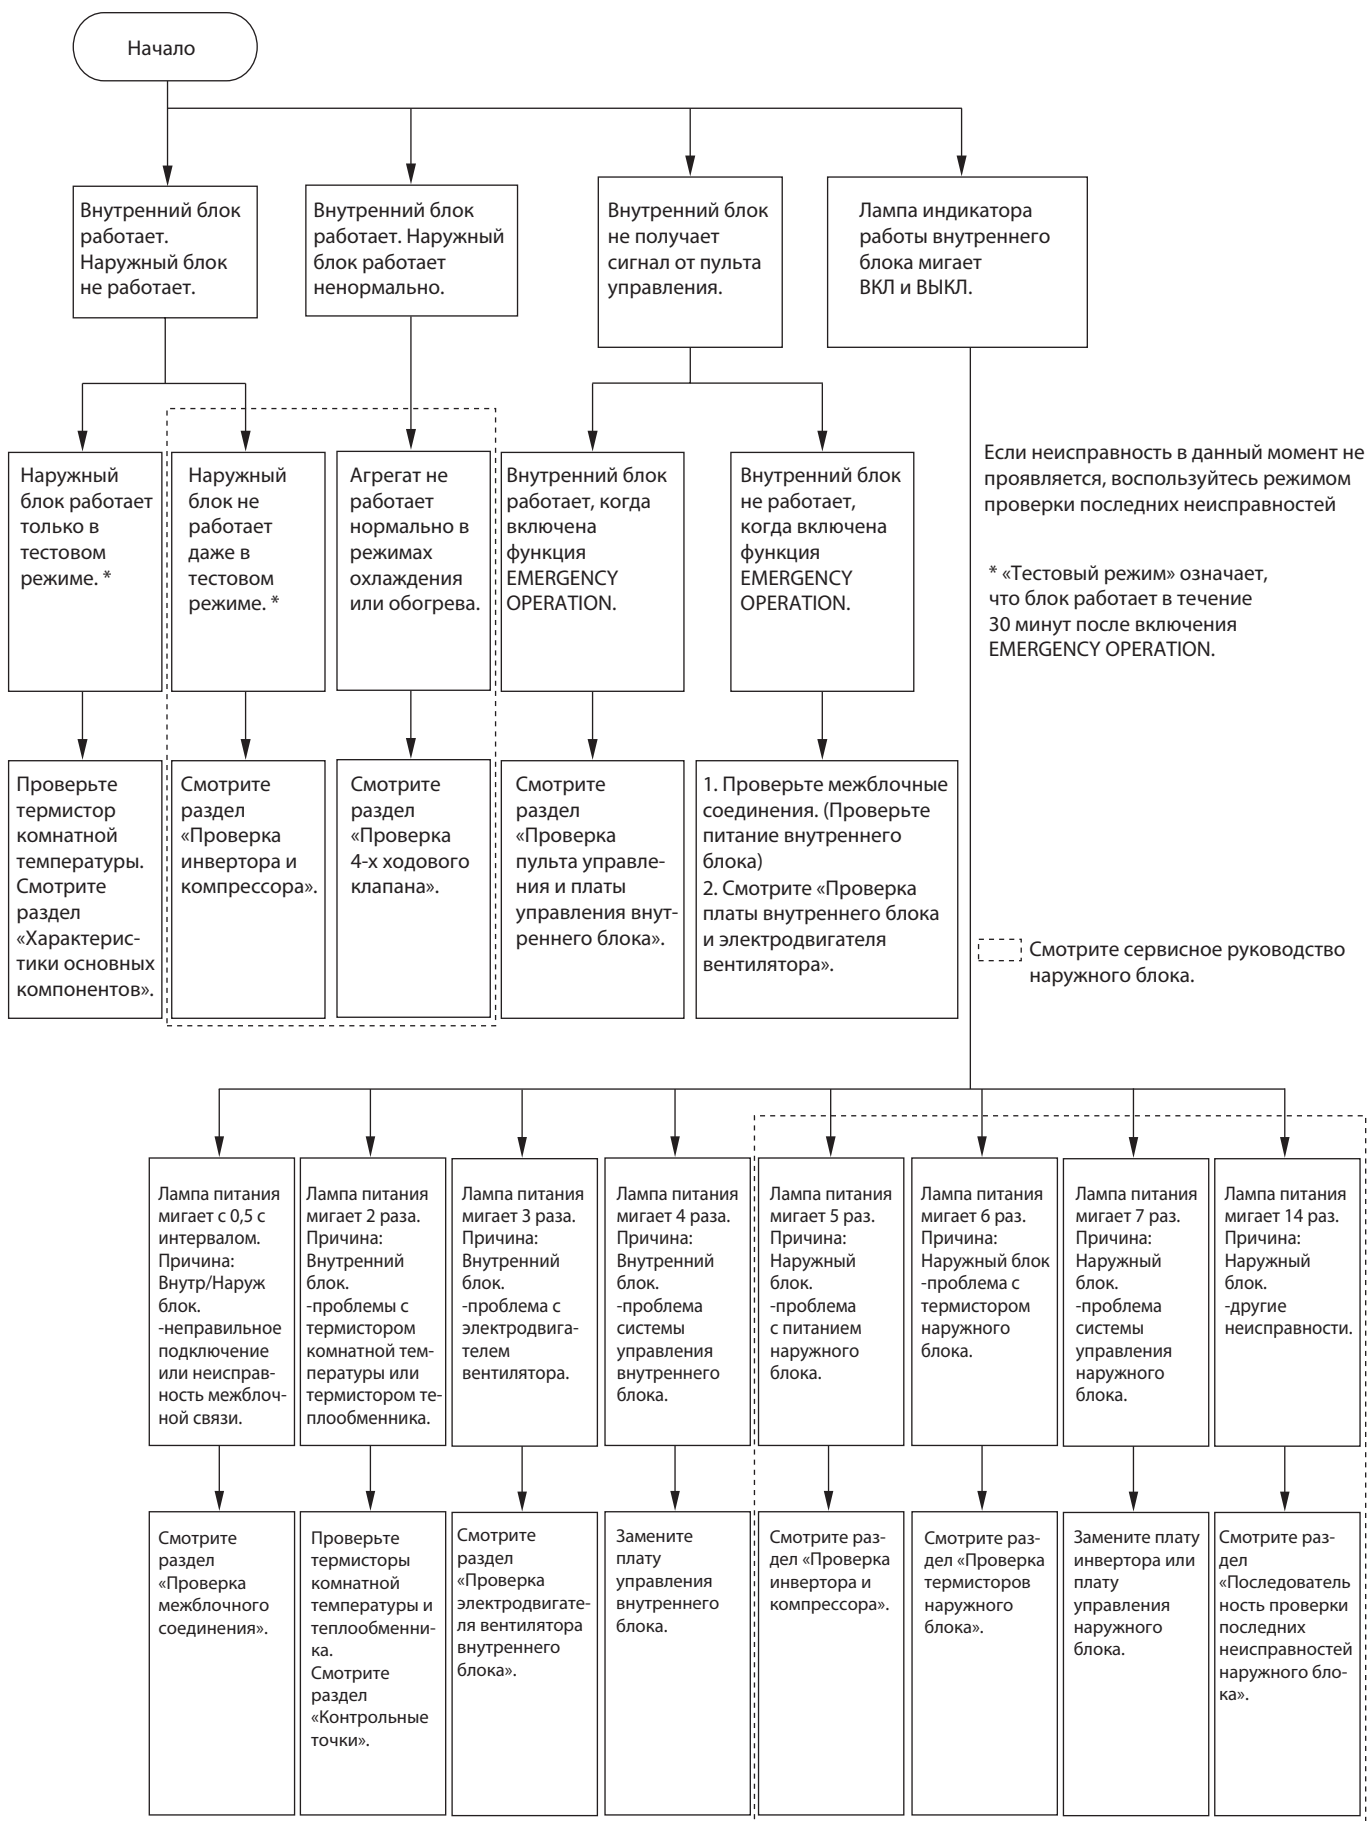 Начало
Внутренний блок
работает.
Наружный блок
не работает.
Внутренний блок
работает. Наружный
блок работает
ненормально.
Внутренний блок
не получает
сигнал от пульта
управления.
Лампа индикатора
работы внутреннего
блока мигает
ВКЛ и ВЫКЛ.
Наружный
блок работает
только в
тестовом
режиме. *
Наружный
блок не
работает
даже в
тестовом
режиме. *
Агрегат не
работает
нормально в
режимах
охлаждения
или обогрева.
Внутренний блок
работает, когда
включена
функция
EMERGENCY
OPERATION.
Внутренний блок
не работает,
когда включена
функция
EMERGENCY
OPERATION.
Если неисправность в данный момент не
проявляется, воспользуйтесь режимом
проверки последних неисправностей
* «Тестовый режим» означает,
что блок работает в течение
30 минут после включения
EMERGENCY OPERATION.
Проверьте
термистор
комнатной
температуры.
Смотрите
раздел
«Характерис-
тики основных
компонентов».
Смотрите
раздел
«Проверка
инвертора и
компрессора».
Смотрите
раздел
«Проверка
4-х ходового
клапана».
Смотрите
раздел
«Проверка
пульта управле-
ния и платы
управления внут-
реннего блока».
1. Проверьте межблочные
соединения. (Проверьте
питание внутреннего
блока)
2. Смотрите «Проверка
платы внутреннего блока
и электродвигателя
вентилятора».
Смотрите сервисное руководство
наружного блока.
Лампа питания
мигает с 0,5 с
интервалом.
Причина:
Внутр/Наруж
блок.
-неправильное
подключение
или неисправ-
ность межблоч-
ной связи.
Лампа питания
мигает 2 раза.
Причина:
Внутренний
блок.
-проблемы с
термистором
комнатной тем-
пературы или
термистором те-
плообменника.
Лампа питания
мигает 3 раза.
Причина:
Внутренний
блок.
-проблема с
электродвига-
телем
вентилятора.
Лампа питания
мигает 4 раза.
Причина:
Внутренний
блок.
-проблема
системы
управления
внутреннего
блока.
Лампа питания
мигает 5 раз.
Причина:
Наружный
блок.
-проблема
с питанием
наружного
блока.
Лампа питания
мигает 6 раз.
Причина:
Наружный блок
-проблема с
термистором
наружного
блока.
Лампа питания
мигает 7 раз.
Причина:
Наружный
блок.
-проблема
системы
управления
наружного
блока.
Лампа питания
мигает 14 раз.
Причина:
Наружный
блок.
-другие
неисправности.
Смотрите
раздел
«Проверка
межблочного
соединения».
Проверьте
термисторы
комнатной
температуры и
теплообменни-
ка.
Смотрите
раздел
«Контрольные
точки».
Смотрите
раздел
«Проверка
электродвигате-
ля вентилятора
внутреннего
блока».
Замените
плату
управления
внутреннего
блока.
Смотрите раз-
дел «Проверка
инвертора и
компрессора».
Смотрите раз-
дел «Проверка
термисторов
наружного
блока».
Замените плату
инвертора или
плату
управления
наружного
блока.
Смотрите раз-
дел
«Последователь
ность проверки
последних
неисправностей
наружного бло-
ка».